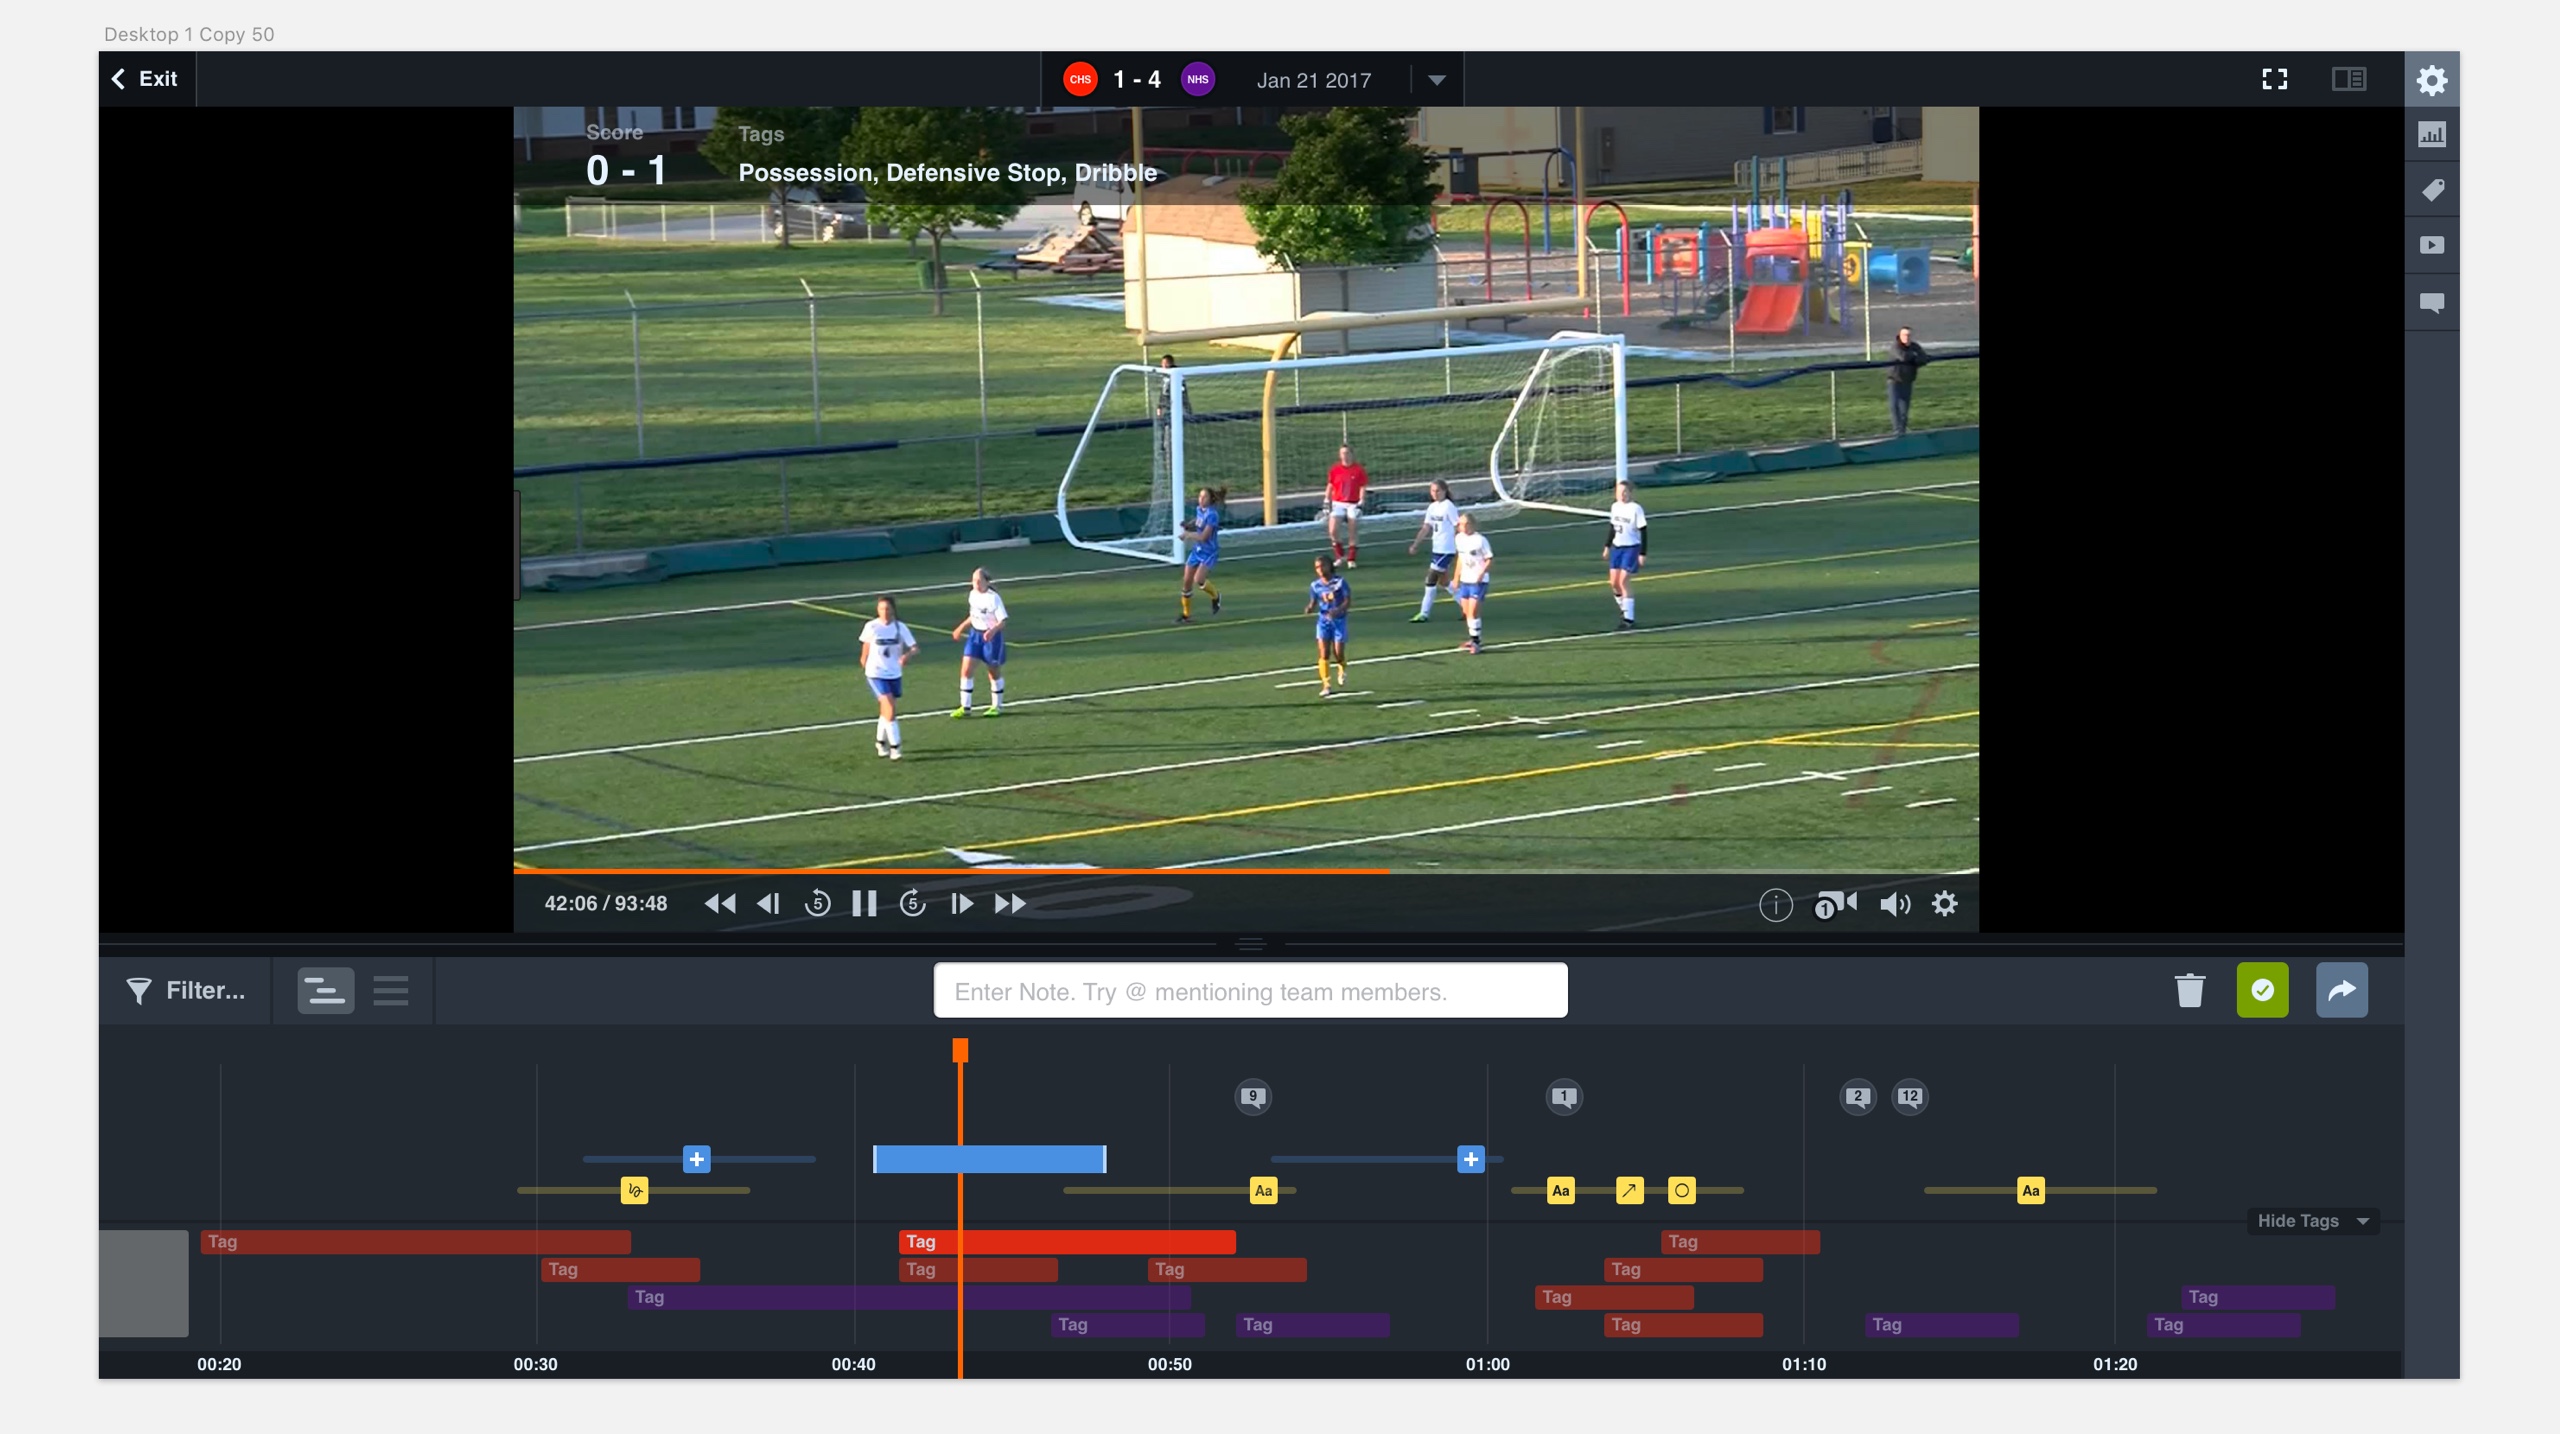 Desktop 1 Copy 50
Exit
CHS 1 - 4 NHS Jan 21 2017
Score Tags
0 - 1 Possession, Defensive Stop, Dribble
42:06 / 93:48 5 5 1
Filter... Enter Note. Try @ mentioning team members.
9 1 2 12
Aa Aa Aa
Hide Tags
Tag Tag Tag
Tag Tag Tag Tag
Tag Tag Tag
Tag Tag Tag Tag Tag
00:20 00:30 00:40 00:50 01:00 01:10 01:20